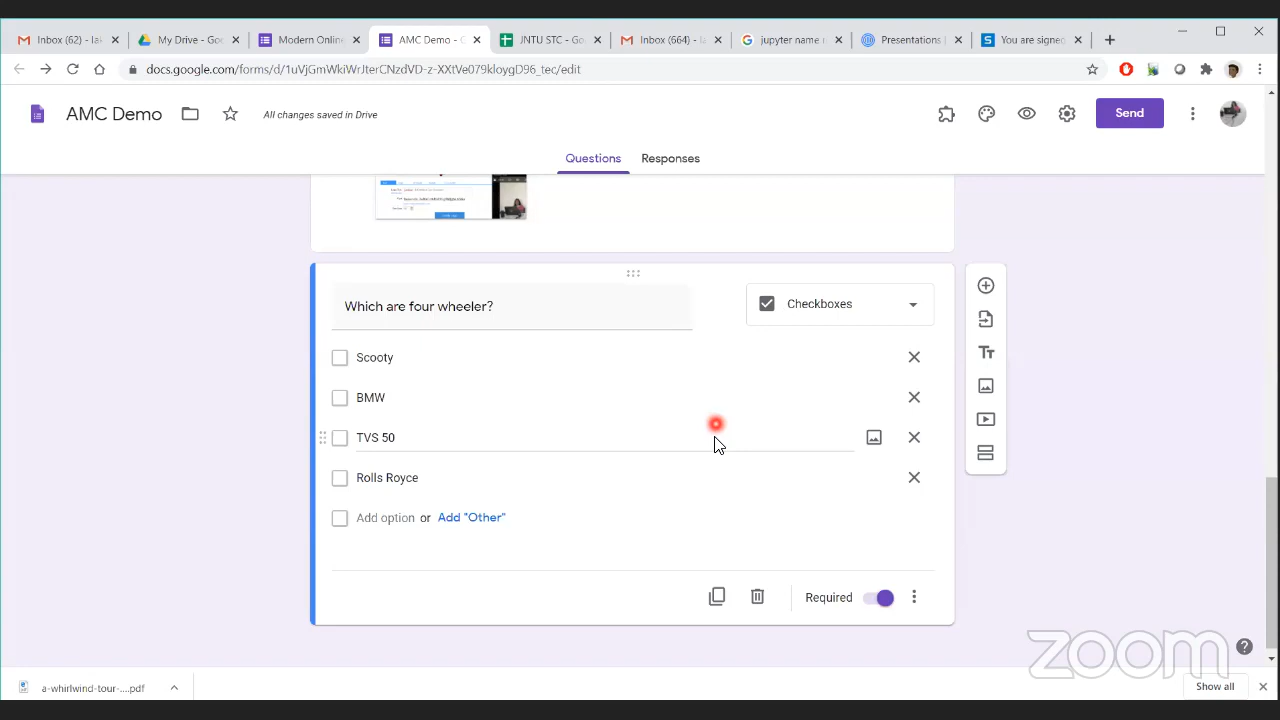 Inbox (62) - lak
My Drive - Goo
Modern Online
AMC Demo - G
JNTU STC - Go
Inbox (664) - la
jupyter name o
Presentations
You are signed
docs.google.com/forms/d/1uVjGmWkiWrJterCNzdVD-z-XXtVe079kloygD96_tec/edit
AMC Demo
All changes saved in Drive
Send
Questions
Responses
Which are four wheeler?
Checkboxes
Scooty
BMW
TVS 50
Rolls Royce
Add option or Add "Other"
Required
zoom
a-whirlwind-tour-....pdf
Show all